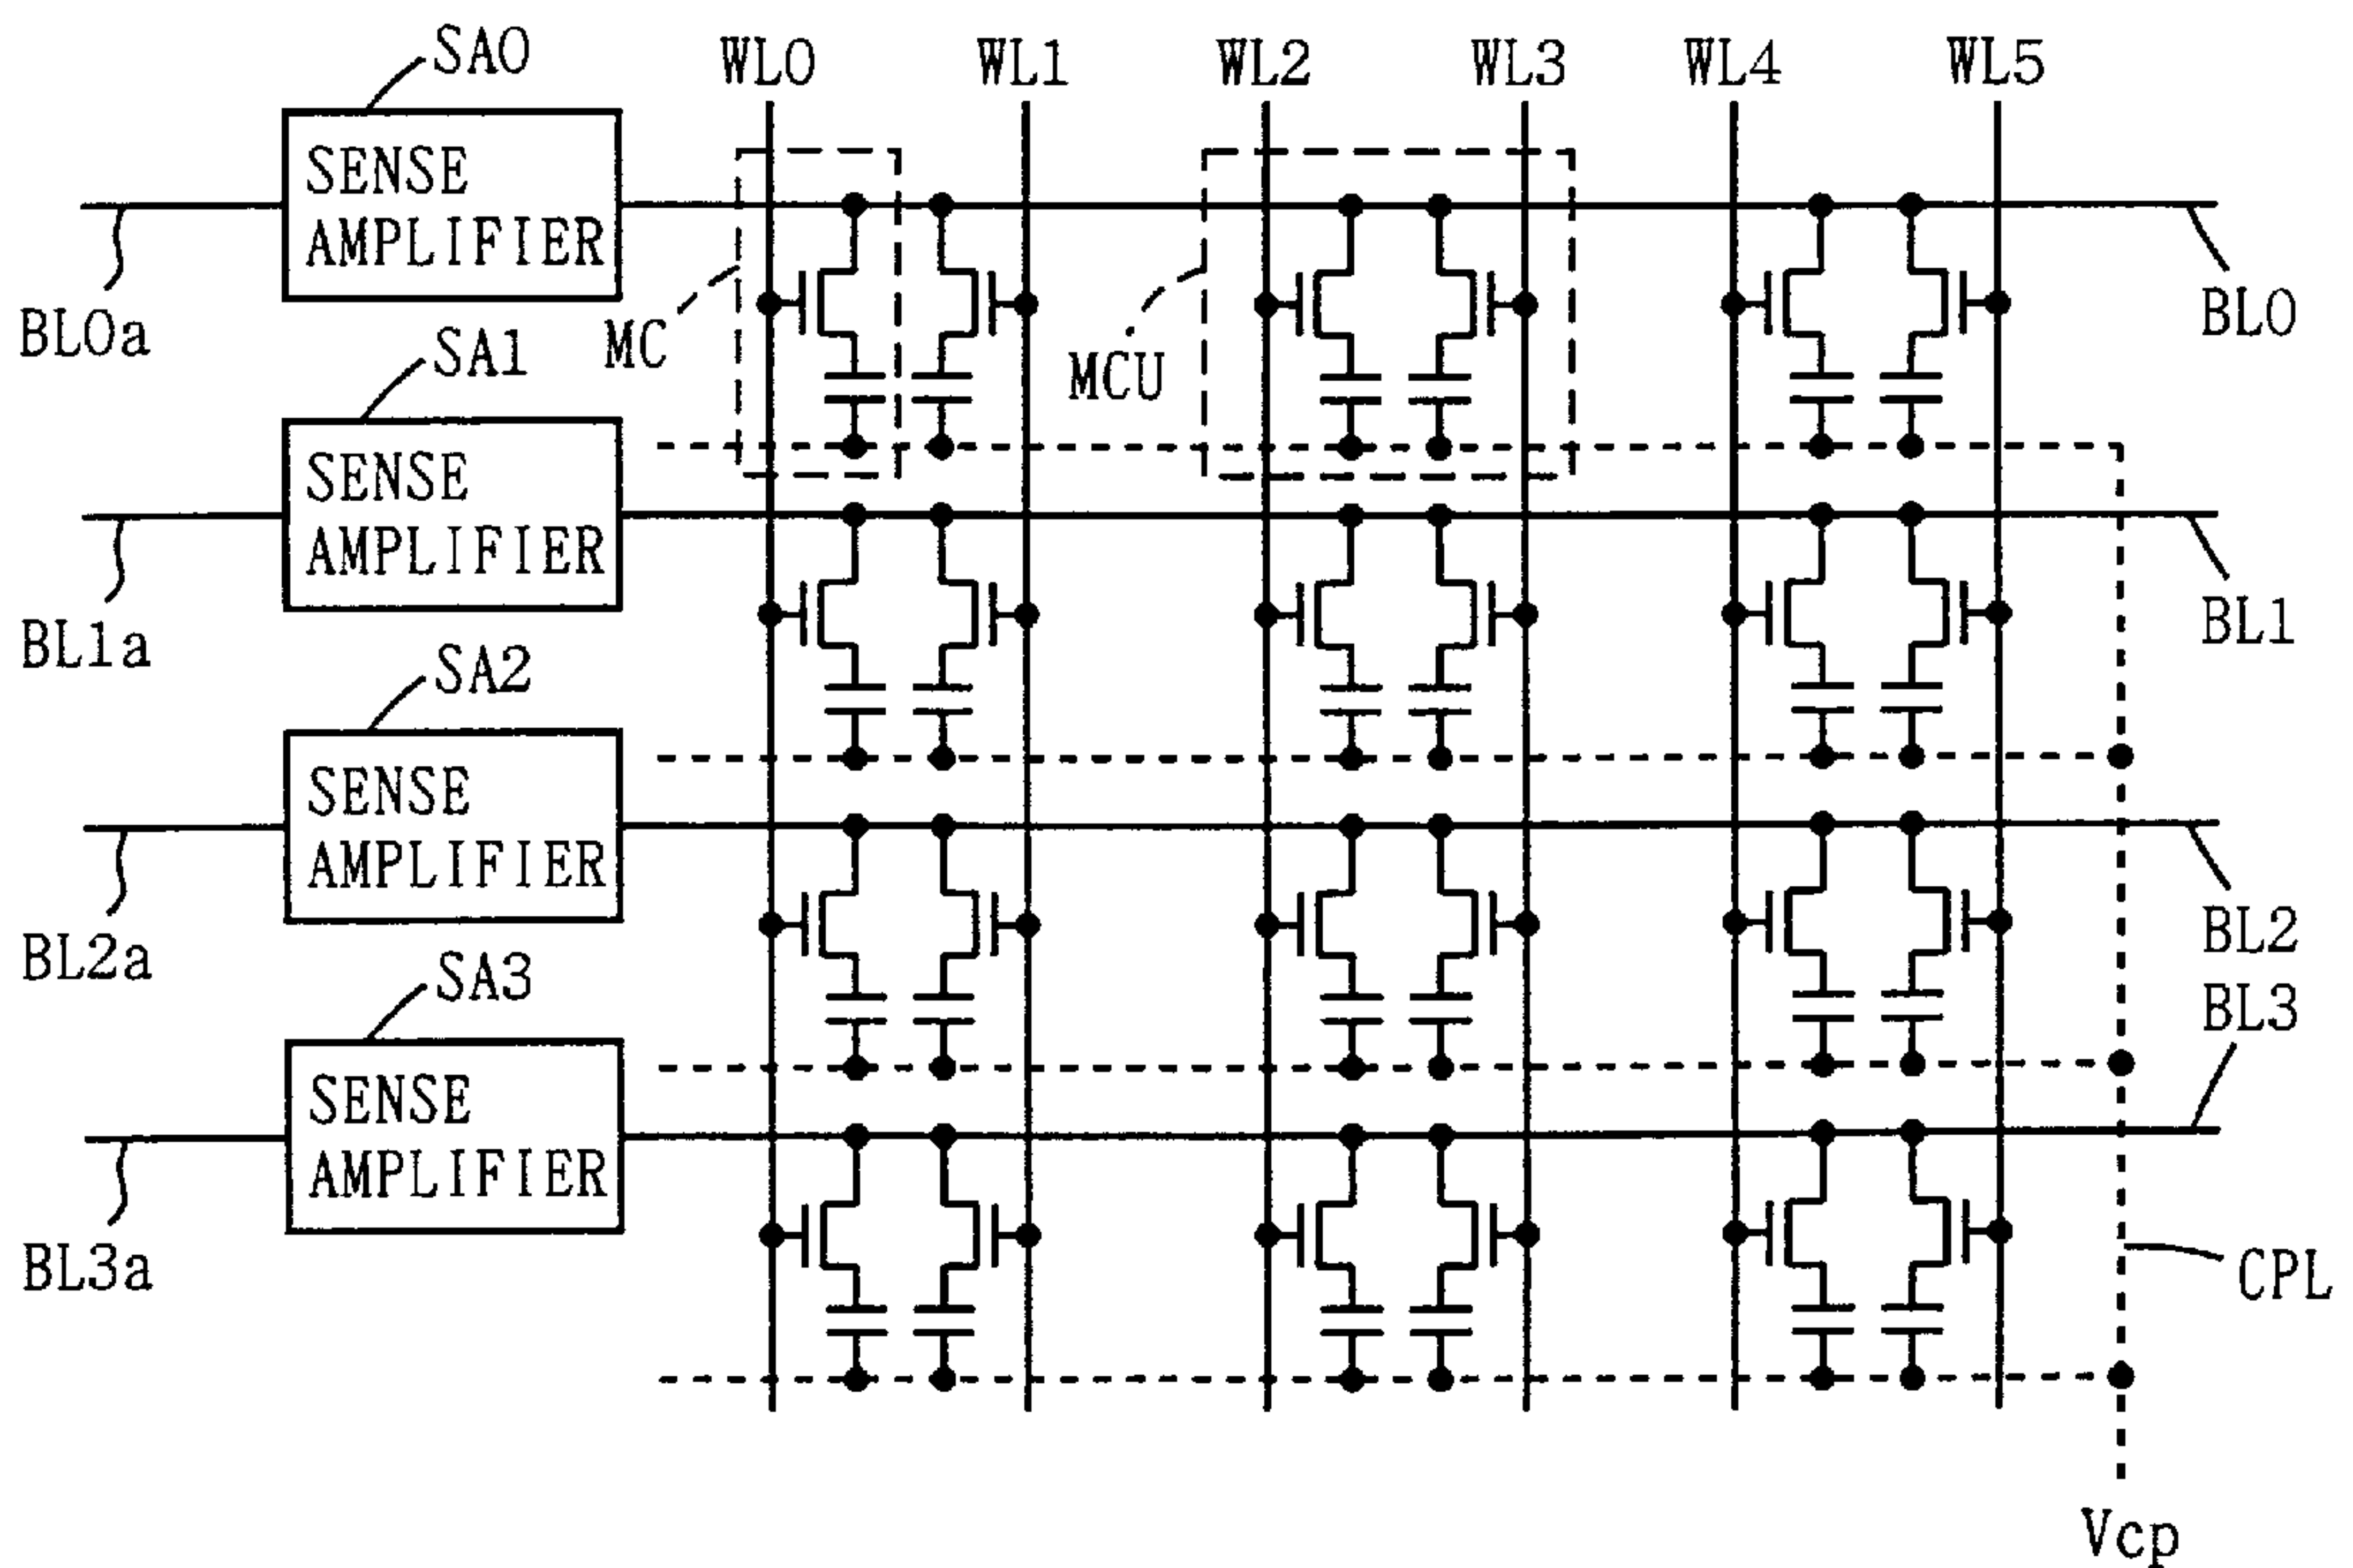 SA0
WL0
WL1
WL2
WL3
WL4
WL5
SENSE
AMPLIFIER
BL0a
MC
MCU
BL0
SA1
SENSE
AMPLIFIER
BL1a
BL1
SA2
SENSE
AMPLIFIER
BL2a
BL2
SA3
BL3
SENSE
AMPLIFIER
BL3a
CPL
Vcp